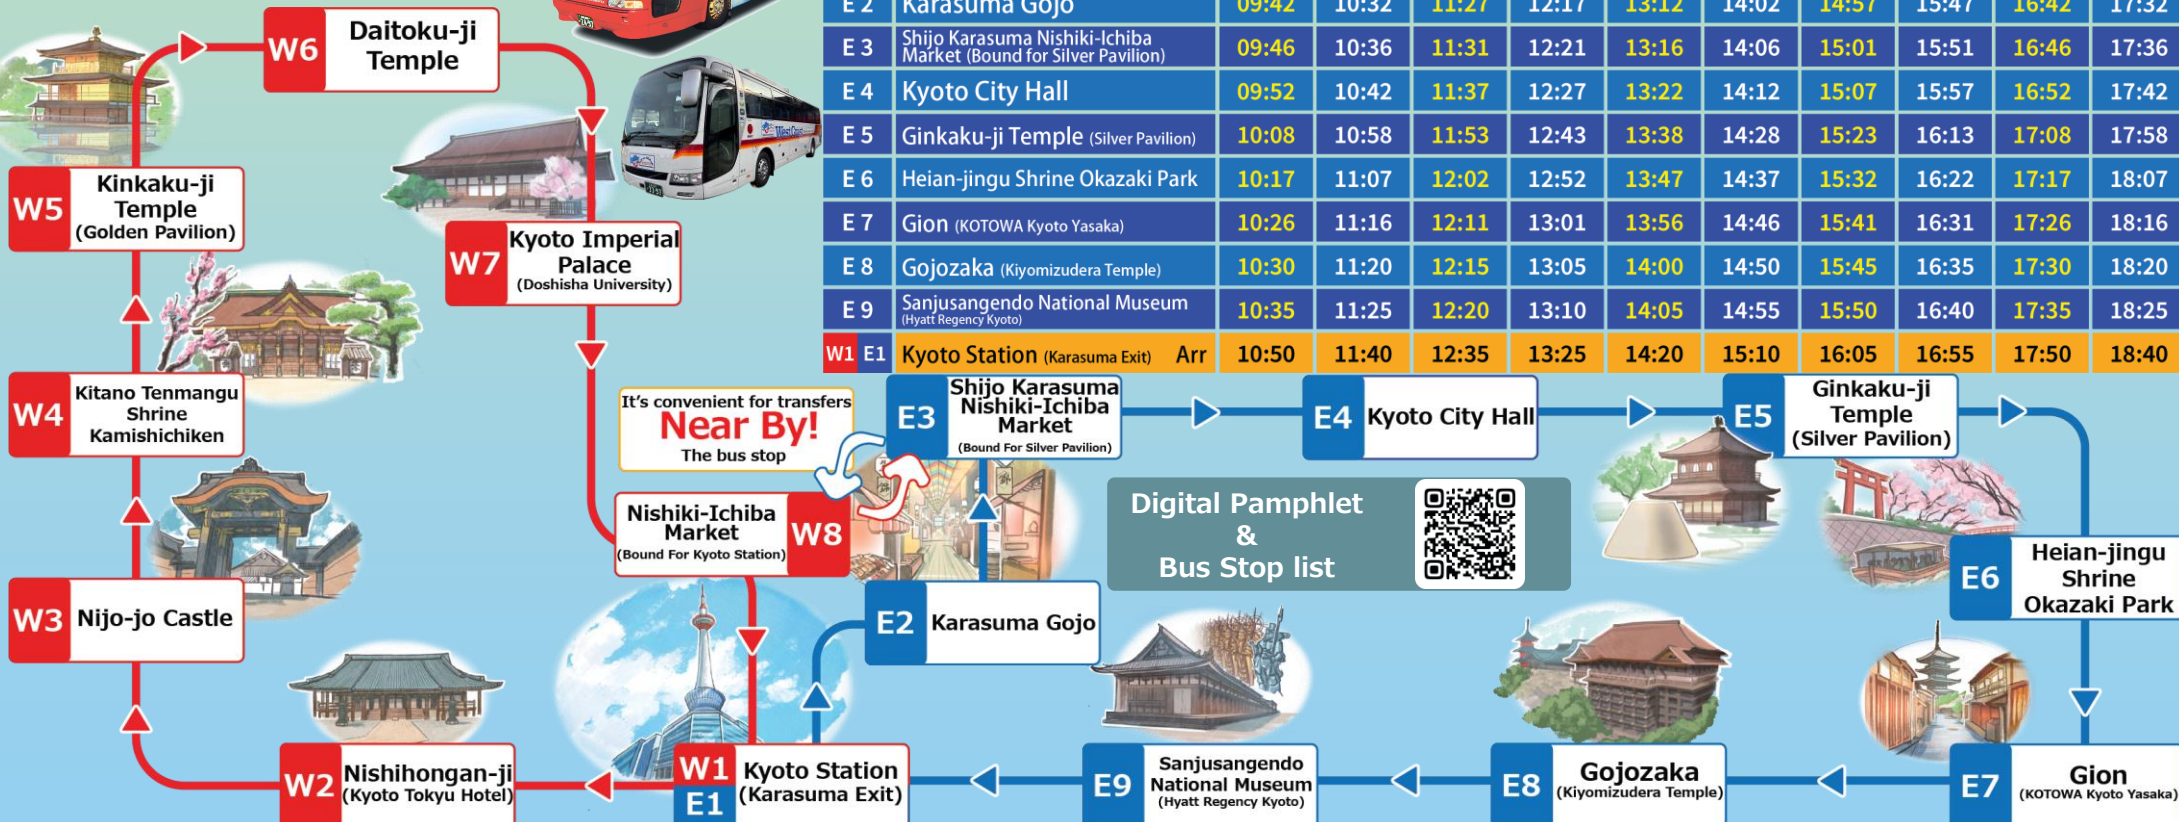 E 2 Karasuma Gojo 09:42 10:32 11:27 12:17 13:12 14:02 14:57 15:47 16:42 17:32
E 3 Shijo Karasuma Nishiki-Ichiba
Market (Bound for Silver Pavilion) 09:46 10:36 11:31 12:21 13:16 14:06 15:01 15:51 16:46 17:36
E 4 Kyoto City Hall 09:52 10:42 11:37 12:27 13:22 14:12 15:07 15:57 16:52 17:42
E 5 Ginkaku-ji Temple (Silver Pavilion) 10:08 10:58 11:53 12:43 13:38 14:28 15:23 16:13 17:08 17:58
E 6 Heian-jingu Shrine Okazaki Park 10:17 11:07 12:02 12:52 13:47 14:37 15:32 16:22 17:17 18:07
E 7 Gion (KOTOWA Kyoto Yasaka) 10:26 11:16 12:11 13:01 13:56 14:46 15:41 16:31 17:26 18:16
E 8 Gojozaka (Kiyomizudera Temple) 10:30 11:20 12:15 13:05 14:00 14:50 15:45 16:35 17:30 18:20
E 9 Sanjusangendo National Museum
(Hyatt Regency Kyoto) 10:35 11:25 12:20 13:10 14:05 14:55 15:50 16:40 17:35 18:25
W1 E1 Kyoto Station (Karasuma Exit) Arr 10:50 11:40 12:35 13:25 14:20 15:10 16:05 16:55 17:50 18:40
W6 Daitoku-ji
Temple
W5 Kinkaku-ji
Temple
(Golden Pavilion)
W7 Kyoto Imperial
Palace
(Doshisha University)
W4 Kitano Tenmangu
Shrine
Kamishichiken
It's convenient for transfers
Near By!
The bus stop
E3 Shijo Karasuma
Nishiki-Ichiba
Market
(Bound For Silver Pavilion)
E4 Kyoto City Hall
E5 Ginkaku-ji
Temple
(Silver Pavilion)
Nishiki-Ichiba
Market
(Bound For Kyoto Station) W8
Digital Pamphlet
&
Bus Stop list
E6 Heian-jingu
Shrine
Okazaki Park
W3 Nijo-jo Castle
E2 Karasuma Gojo
W2 Nishihongan-ji
(Kyoto Tokyu Hotel)
W1 E1 Kyoto Station
(Karasuma Exit)
E9 Sanjusangendo
National Museum
(Hyatt Regency Kyoto)
E8 Gojozaka
(Kiyomizudera Temple)
E7 Gion
(KOTOWA Kyoto Yasaka)